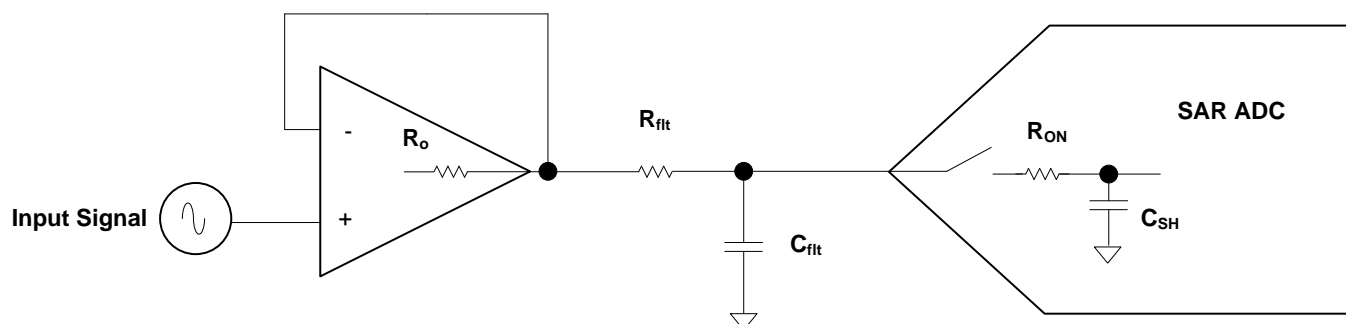 R_flt
SAR ADC
R_ON
-
R_o
Input Signal
+
C_SH
C_flt